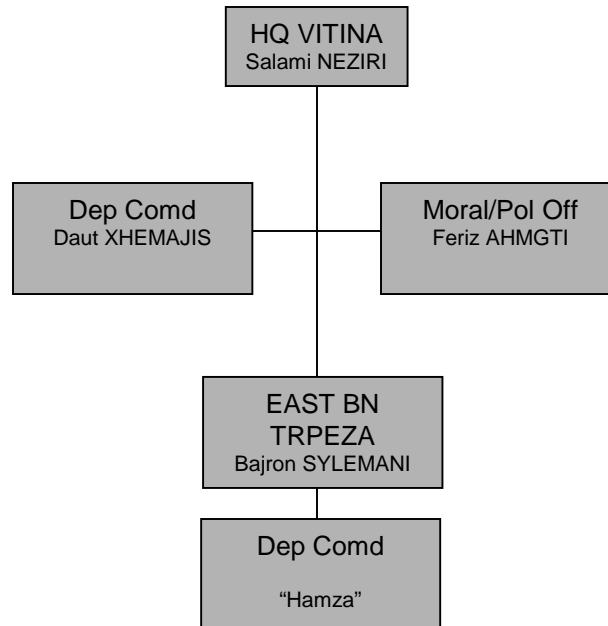 HQ VITINA
Salami NEZIRI
Dep Comd
Daut XHEMAJIS
Moral/Pol Off
Feriz AHMGTI
EAST BN
TRPEZA
Bajron SYLEMANI
Dep Comd
“Hamza”